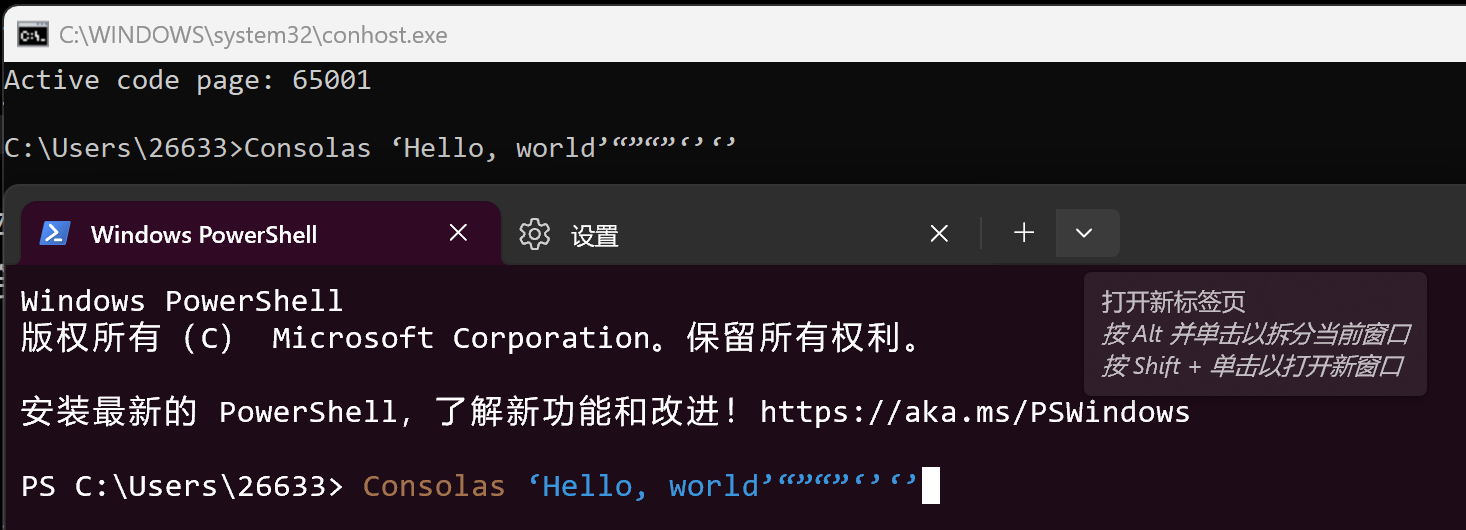 C:\WINDOWS\system32\conhost.exe
Active code page: 65001
C:\Users\26633>Consolas ‘Hello, world’“”“”‘’ ‘’
Windows PowerShell
设置
Windows PowerShell
版权所有 (C)  Microsoft Corporation。保留所有权利。
打开新标签页
按 Alt 并单击以拆分当前窗口
按 Shift + 单击以打开新窗口
安装最新的 PowerShell，了解新功能和改进！https://aka.ms/PSWindows
PS C:\Users\26633> Consolas ‘Hello, world’“”“”‘’ ‘’